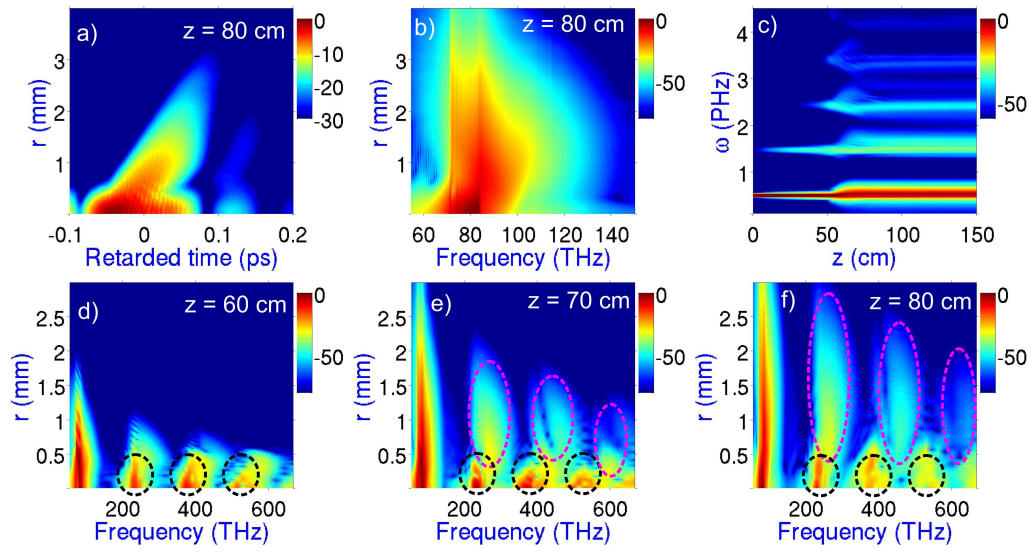 a)
z = 80 cm
r (mm)
3
2
1
-0.1
0
0.1
0.2
Retarded time (ps)
0
-10
-20
-30
b)
z = 80 cm
r (mm)
3
2
1
60
80
100
120
140
Frequency (THz)
0
-50
c)
ω (PHz)
4
3
2
1
0
50
100
150
z (cm)
0
-50
d)
z = 60 cm
r (mm)
2.5
2
1.5
1
0.5
200
400
600
Frequency (THz)
0
-50
e)
z = 70 cm
r (mm)
2.5
2
1.5
1
0.5
200
400
600
Frequency (THz)
0
-50
f)
z = 80 cm
r (mm)
2.5
2
1.5
1
0.5
200
400
600
Frequency (THz)
0
-50